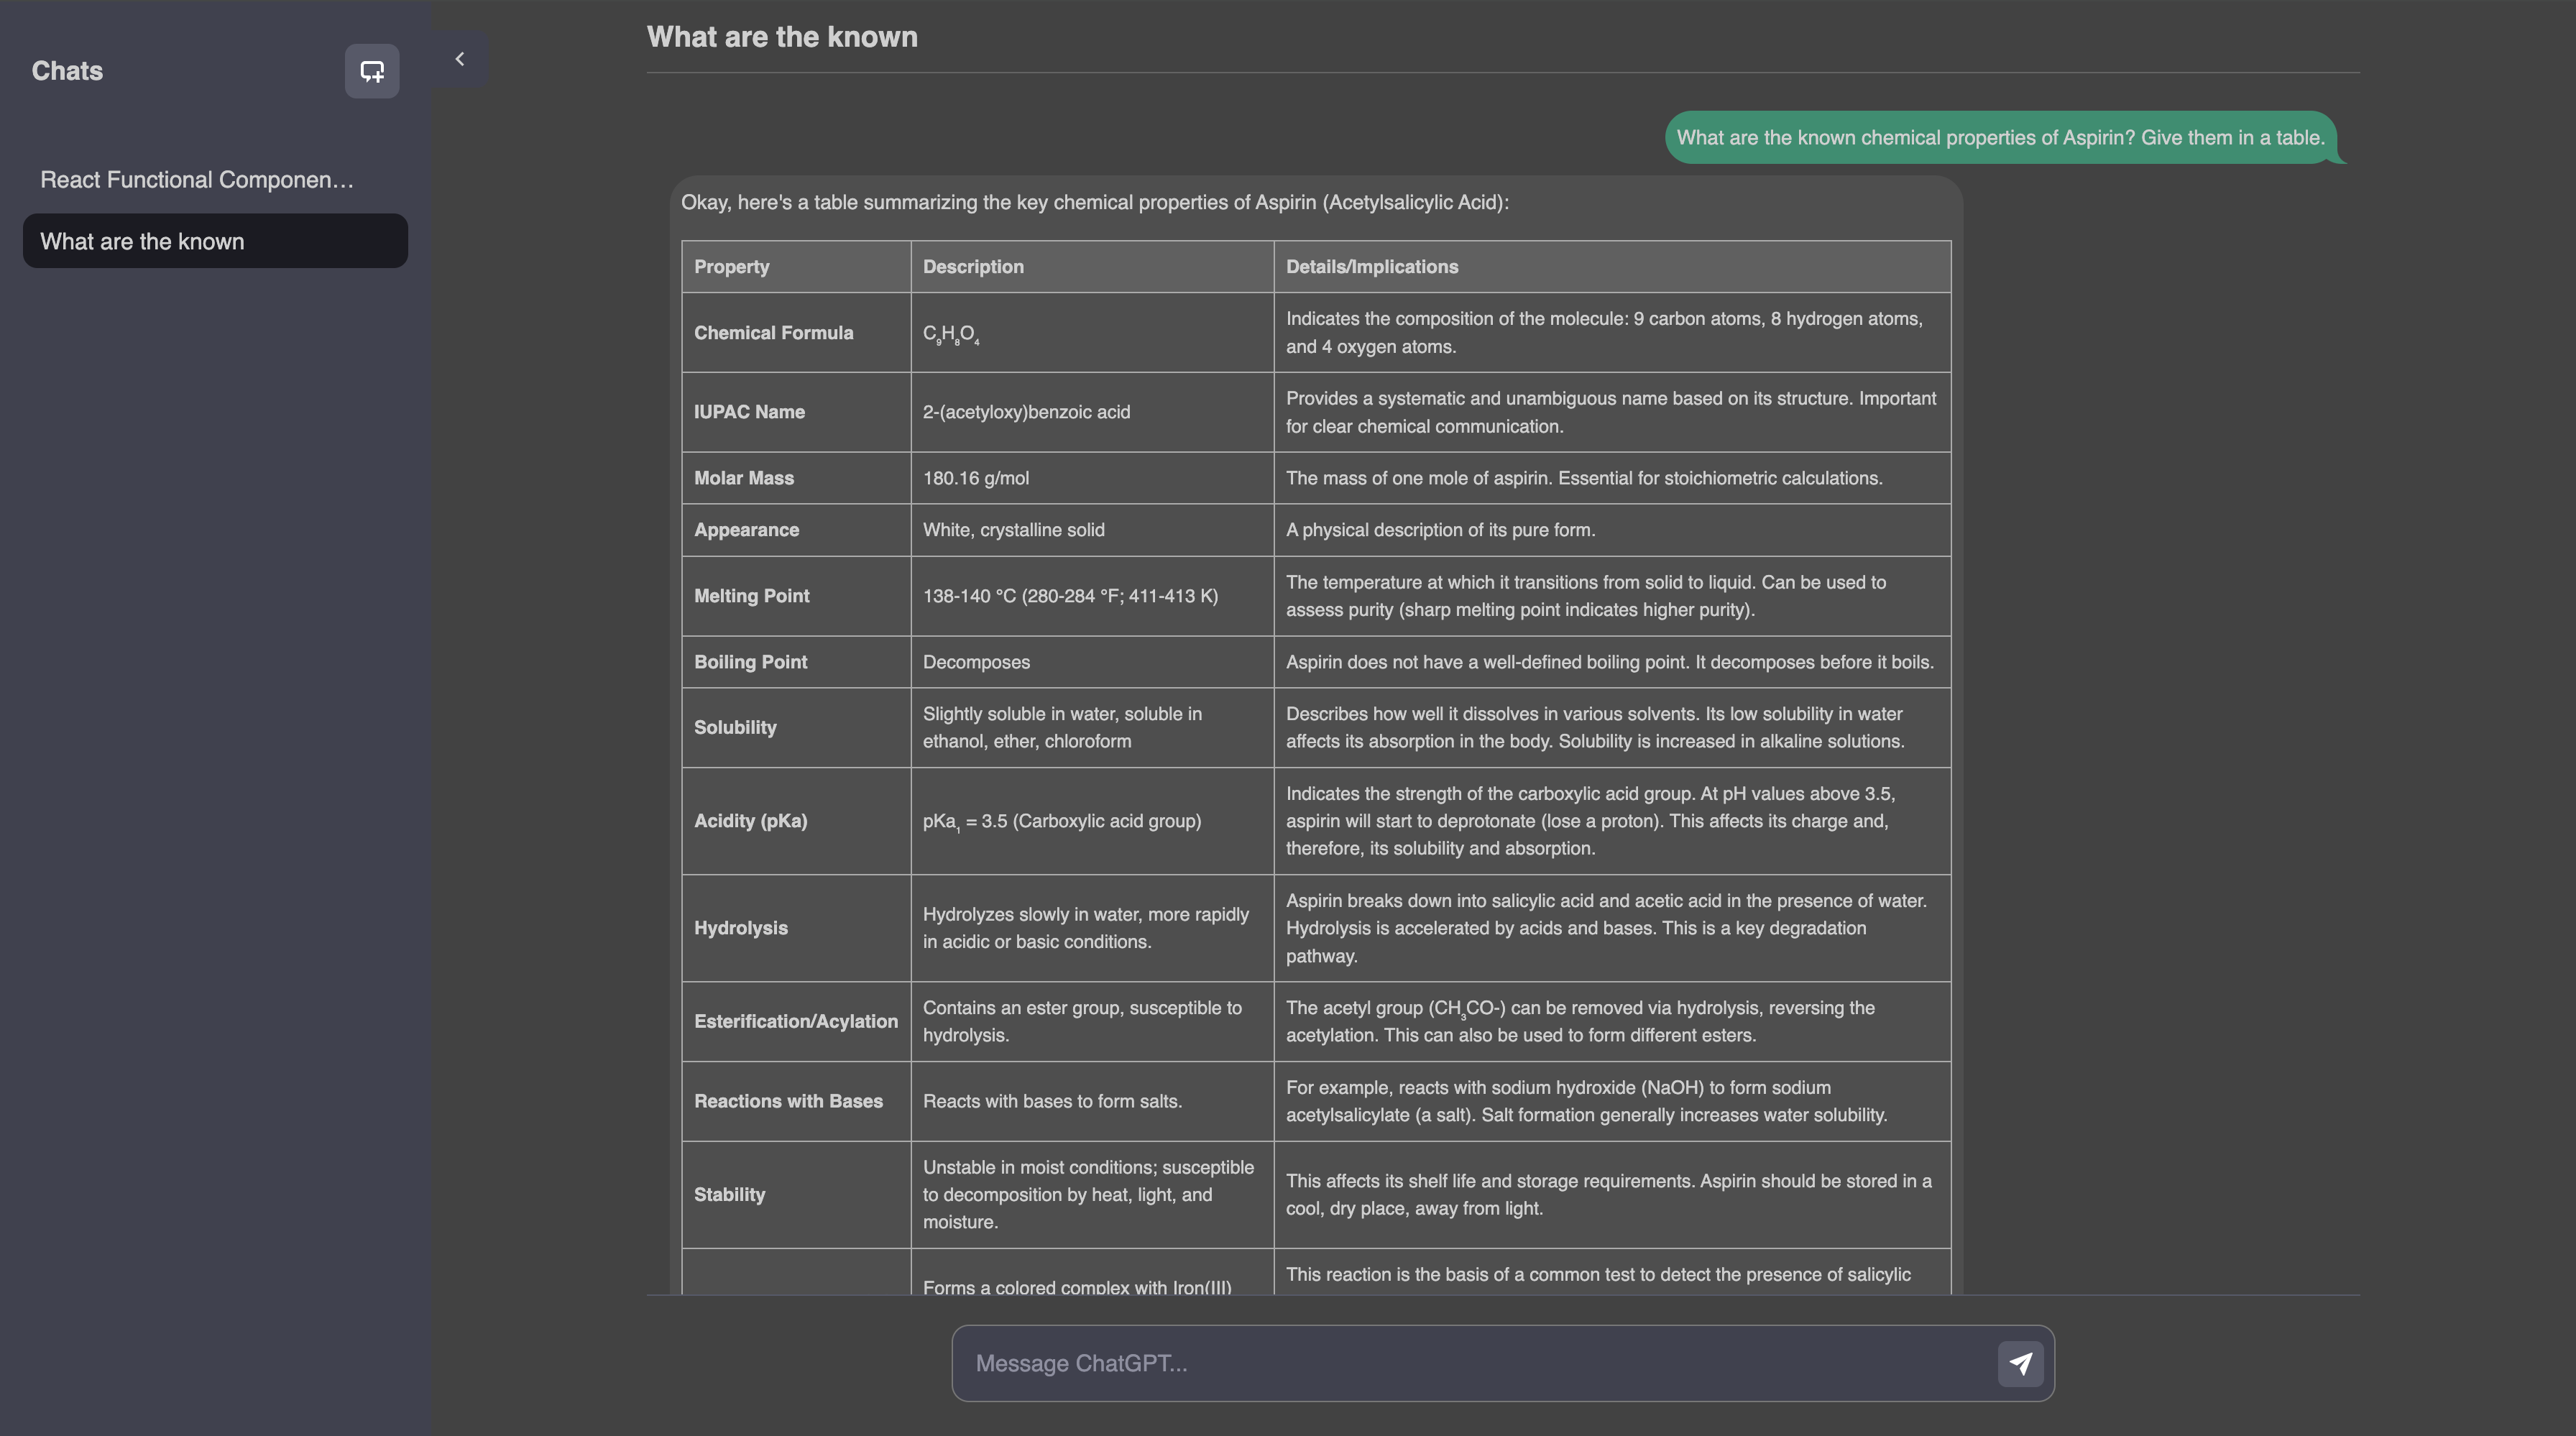 Chats
React Functional Componen…
What are the known
What are the known
What are the known chemical properties of Aspirin? Give them in a table.
Okay, here's a table summarizing the key chemical properties of Aspirin (Acetylsalicylic Acid):
Property
Description
Details/Implications
Chemical Formula
C₉H₈O₄
Indicates the composition of the molecule: 9 carbon atoms, 8 hydrogen atoms,
and 4 oxygen atoms.
IUPAC Name
2-(acetyloxy)benzoic acid
Provides a systematic and unambiguous name based on its structure. Important
for clear chemical communication.
Molar Mass
180.16 g/mol
The mass of one mole of aspirin. Essential for stoichiometric calculations.
Appearance
White, crystalline solid
A physical description of its pure form.
Melting Point
138-140 °C (280-284 °F; 411-413 K)
The temperature at which it transitions from solid to liquid. Can be used to
assess purity (sharp melting point indicates higher purity).
Boiling Point
Decomposes
Aspirin does not have a well-defined boiling point. It decomposes before it boils.
Solubility
Slightly soluble in water, soluble in
ethanol, ether, chloroform
Describes how well it dissolves in various solvents. Its low solubility in water
affects its absorption in the body. Solubility is increased in alkaline solutions.
Acidity (pKa)
pKa₁ = 3.5 (Carboxylic acid group)
Indicates the strength of the carboxylic acid group. At pH values above 3.5,
aspirin will start to deprotonate (lose a proton). This affects its charge and,
therefore, its solubility and absorption.
Hydrolysis
Hydrolyzes slowly in water, more rapidly
in acidic or basic conditions.
Aspirin breaks down into salicylic acid and acetic acid in the presence of water.
Hydrolysis is accelerated by acids and bases. This is a key degradation
pathway.
Esterification/Acylation
Contains an ester group, susceptible to
hydrolysis.
The acetyl group (CH₃CO-) can be removed via hydrolysis, reversing the
acetylation. This can also be used to form different esters.
Reactions with Bases
Reacts with bases to form salts.
For example, reacts with sodium hydroxide (NaOH) to form sodium
acetylsalicylate (a salt). Salt formation generally increases water solubility.
Stability
Unstable in moist conditions; susceptible
to decomposition by heat, light, and
moisture.
This affects its shelf life and storage requirements. Aspirin should be stored in a
cool, dry place, away from light.
Forms a colored complex with Iron(III)
This reaction is the basis of a common test to detect the presence of salicylic
Message ChatGPT...